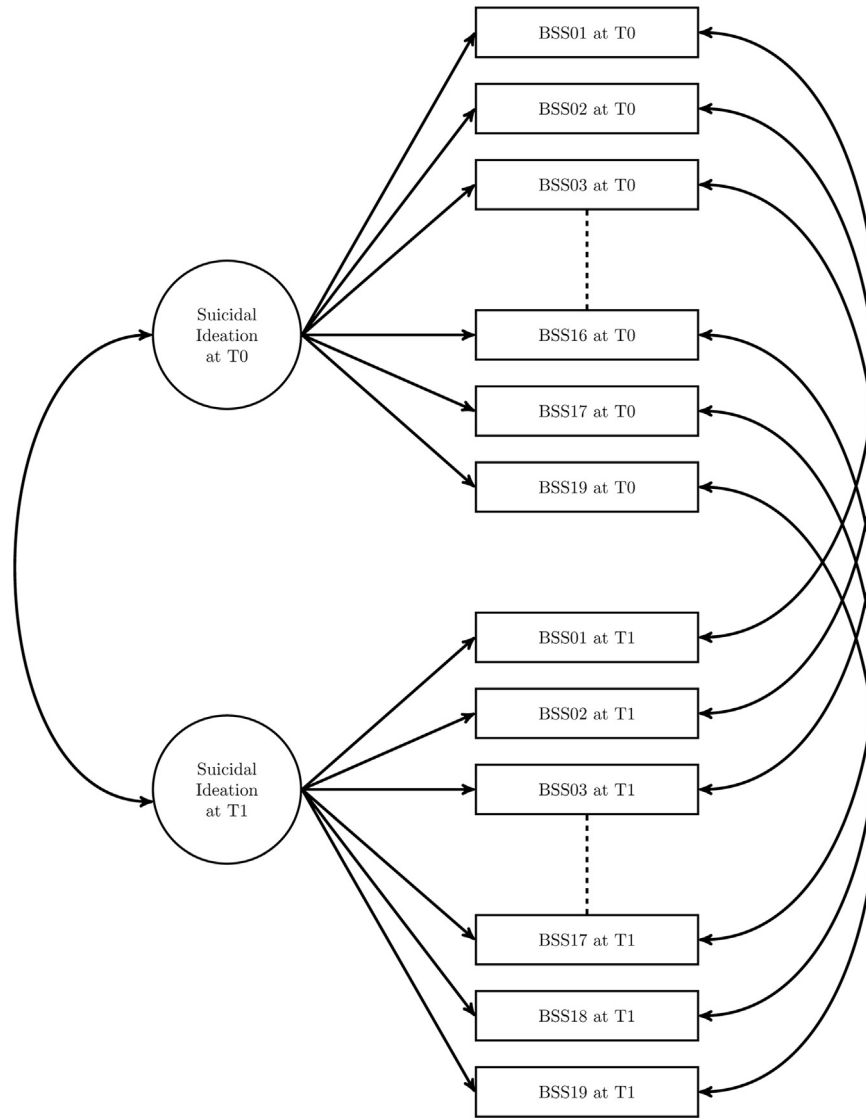 BSS01 at T0
BSS02 at T0
BSS03 at T0
Suicidal
Ideation
at T0
BSS16 at T0
BSS17 at T0
BSS19 at T0
BSS01 at T1
BSS02 at T1
Suicidal
Ideation
at T1
BSS03 at T1
BSS17 at T1
BSS18 at T1
BSS19 at T1